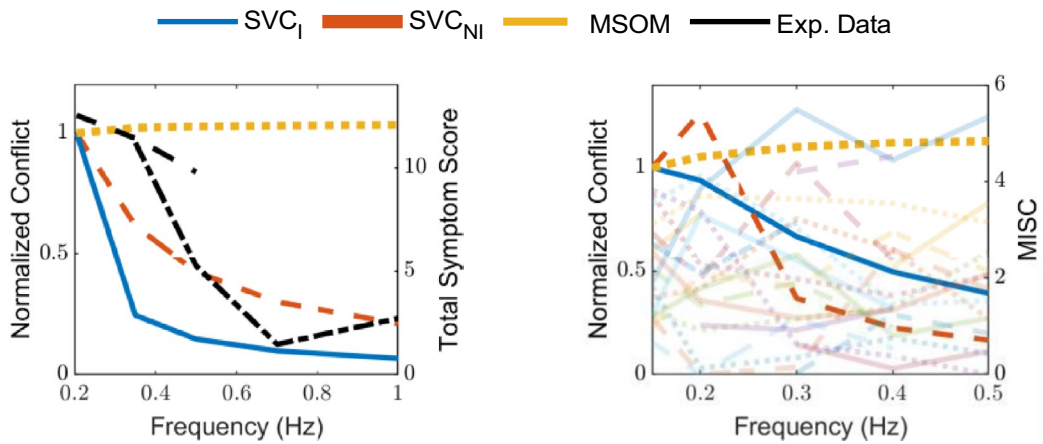 SVC_I SVC_NI MSOM Exp. Data
Normalized Conflict
1
0.5
0
0.2 0.4 0.6 0.8 1
Frequency (Hz)
10
5
0
Total Symptom Score
Normalized Conflict
1
0.5
0
0.2 0.3 0.4 0.5
Frequency (Hz)
6
4
2
0
MISC